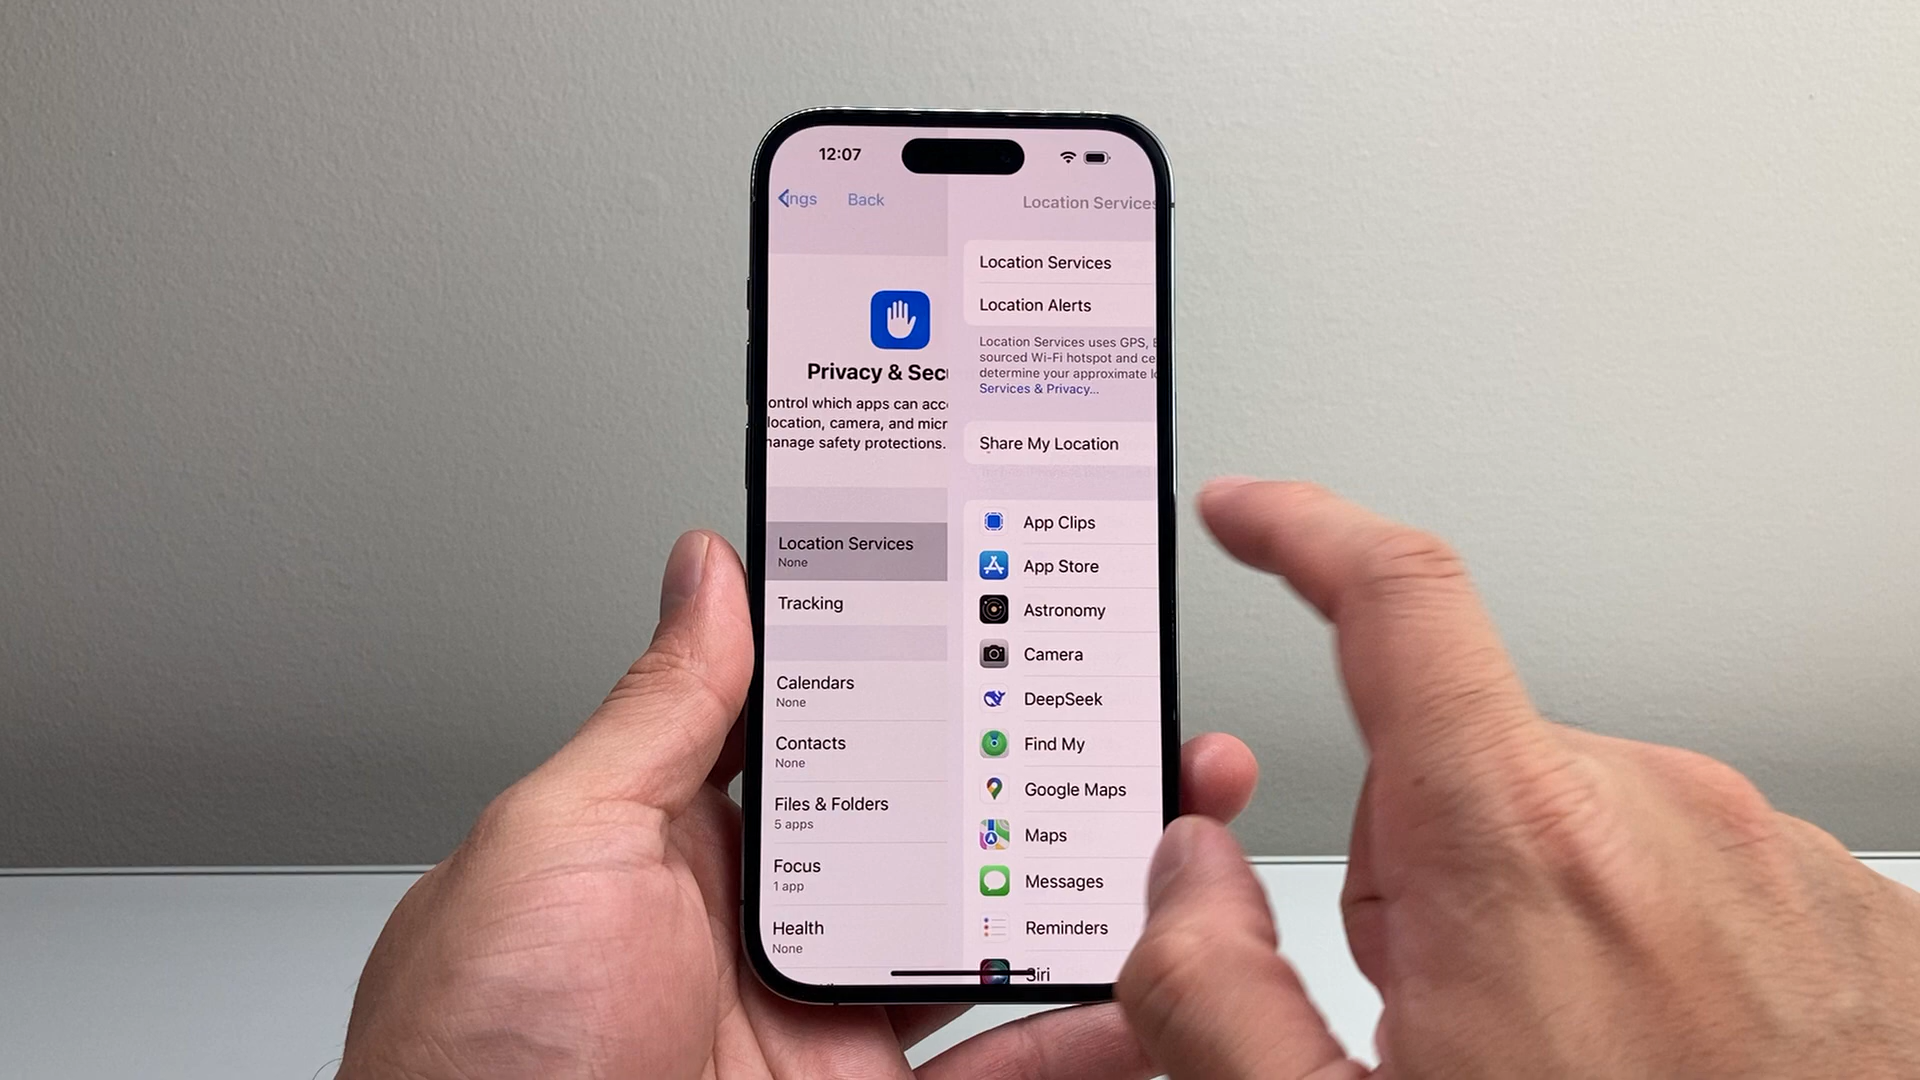 12:07
ings
Back
Privacy & Sec
ontrol which apps can acc
location, camera, and micr
anage safety protections.
Location Services
None
Tracking
Calendars
None
Contacts
None
Files & Folders
5 apps
Focus
1 app
Health
None
Location Services
Location Services
Location Alerts
Location Services uses GPS,
sourced Wi-Fi hotspot and ce
determine your approximate
Services & Privacy...
Share My Location
App Clips
App Store
Astronomy
Camera
DeepSeek
Find My
Google Maps
Maps
Messages
Reminders
Siri